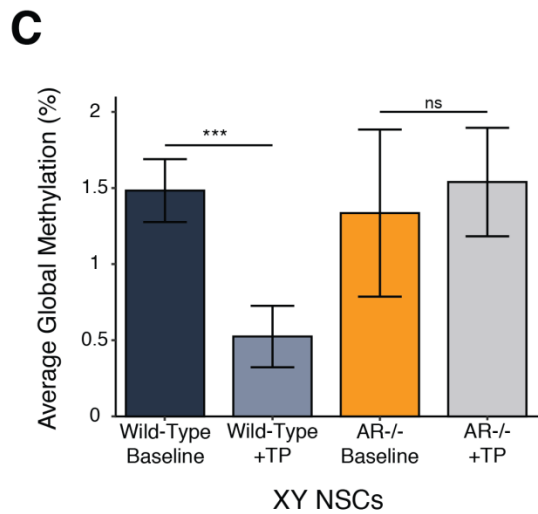 C
Average Global Methylation (%)
2
1.5
1
0.5
0
***
ns
Wild-Type
Baseline
Wild-Type
+TP
AR-/-
Baseline
AR-/-
+TP
XY NSCs